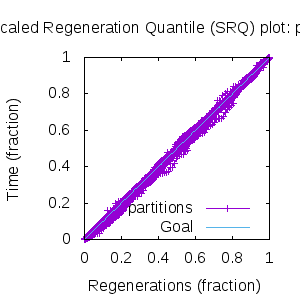 caled Regeneration Quantile (SRQ) plot: p
1
0.8
0.6
0.4
0.2
0
Time (fraction)
partitions
Goal
0
0.2
0.4
0.6
0.8
1
Regenerations (fraction)